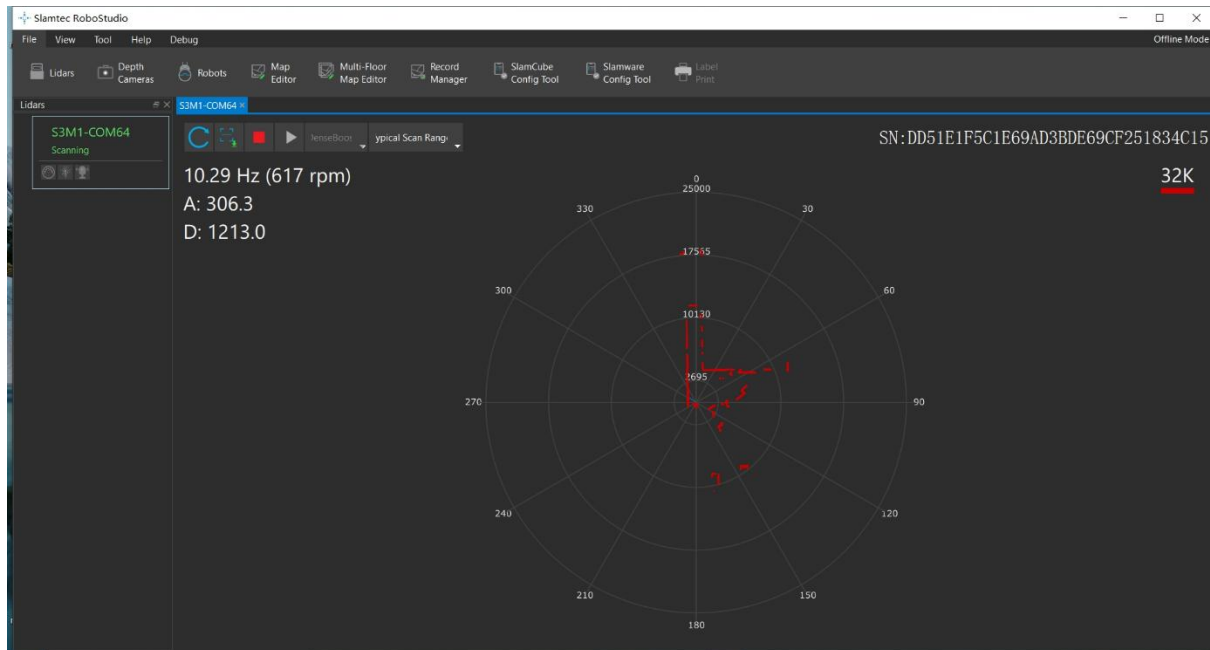 Slamtec RoboStudio
File View Tool Help Debug
Offline Mode
Lidars
Depth Cameras
Robots
Map Editor
Multi-Floor Map Editor
Record Manager
SlamCube Config Tool
Slamware Config Tool
Label Print
Lidars
S3M1-COM64
S3M1-COM64
Scanning
DenseBoos
ypical Scan Rang
SN:DD51E1F5C1E69AD3BDE69CF251834C15
10.29 Hz (617 rpm)
32K
A: 306.3
D: 1213.0
0
25000
330
30
17565
300
60
10130
2695
270
90
240
120
210
150
180